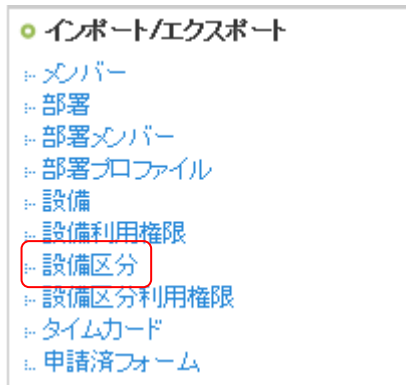 インポート/エクスポート
メンバー
部署
部署メンバー
部署プロファイル
設備
設備利用権限
設備区分
設備区分利用権限
タイムカード
申請済フォーム